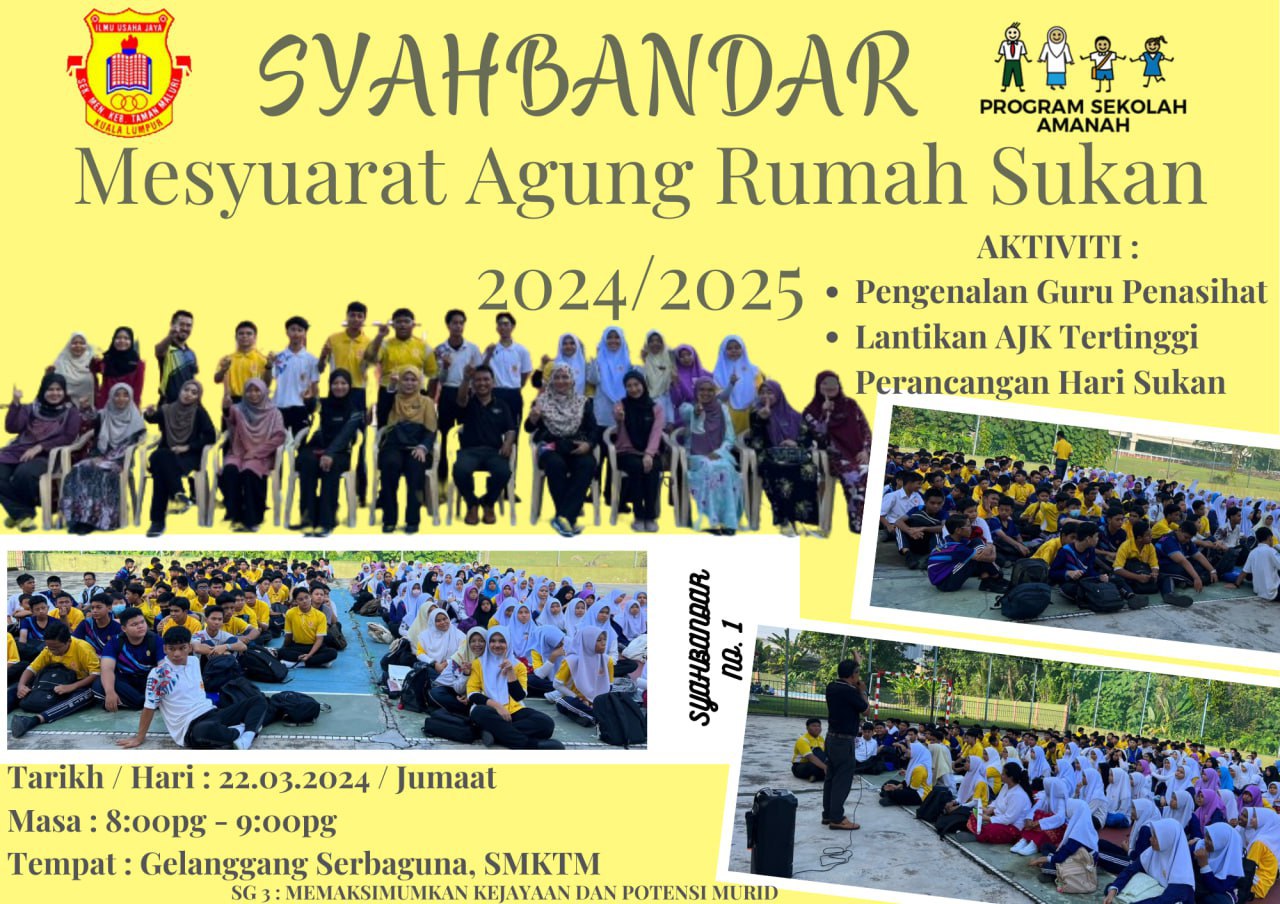 ILMU USAHA JAYA
SEK. MEN. KEB. TAMAN MALURI
KUALA LUMPUR
SYAHBANDAR
PROGRAM SEKOLAH
AMANAH
Mesyuarat Agung Rumah Sukan
2024/2025
AKTIVITI :
• Pengenalan Guru Penasihat
• Lantikan AJK Tertinggi
Perancangan Hari Sukan
SYAHBANDAR
NO. 1
Tarikh / Hari : 22.03.2024 / Jumaat
Masa : 8:00pg - 9:00pg
Tempat : Gelanggang Serbaguna, SMKTM
SG 3 : MEMAKSIMUMKAN KEJAYAAN DAN POTENSI MURID